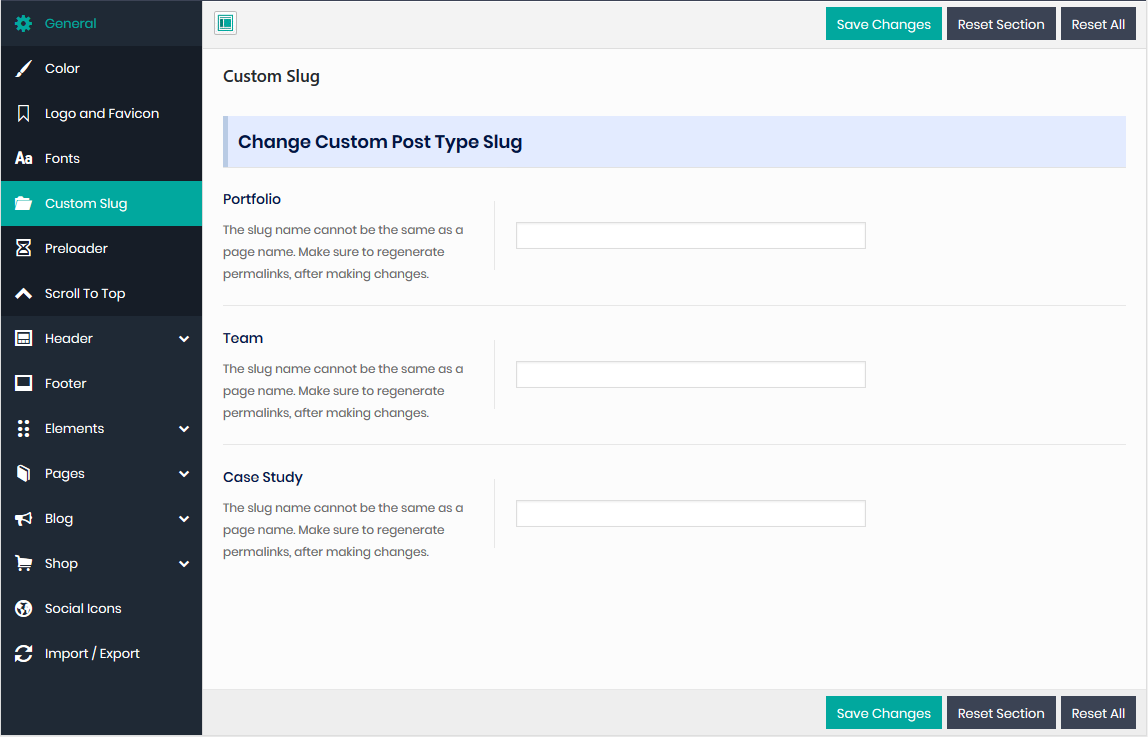 General
Color
Logo and Favicon
Aa Fonts
Custom Slug
Preloader
Scroll To Top
Header
Footer
Elements
Pages
Blog
Shop
Social Icons
Import / Export
Save Changes Reset Section Reset All
Custom Slug
Change Custom Post Type Slug
Portfolio
The slug name cannot be the same as a
page name. Make sure to regenerate
permalinks, after making changes.
Team
The slug name cannot be the same as a
page name. Make sure to regenerate
permalinks, after making changes.
Case Study
The slug name cannot be the same as a
page name. Make sure to regenerate
permalinks, after making changes.
Save Changes Reset Section Reset All